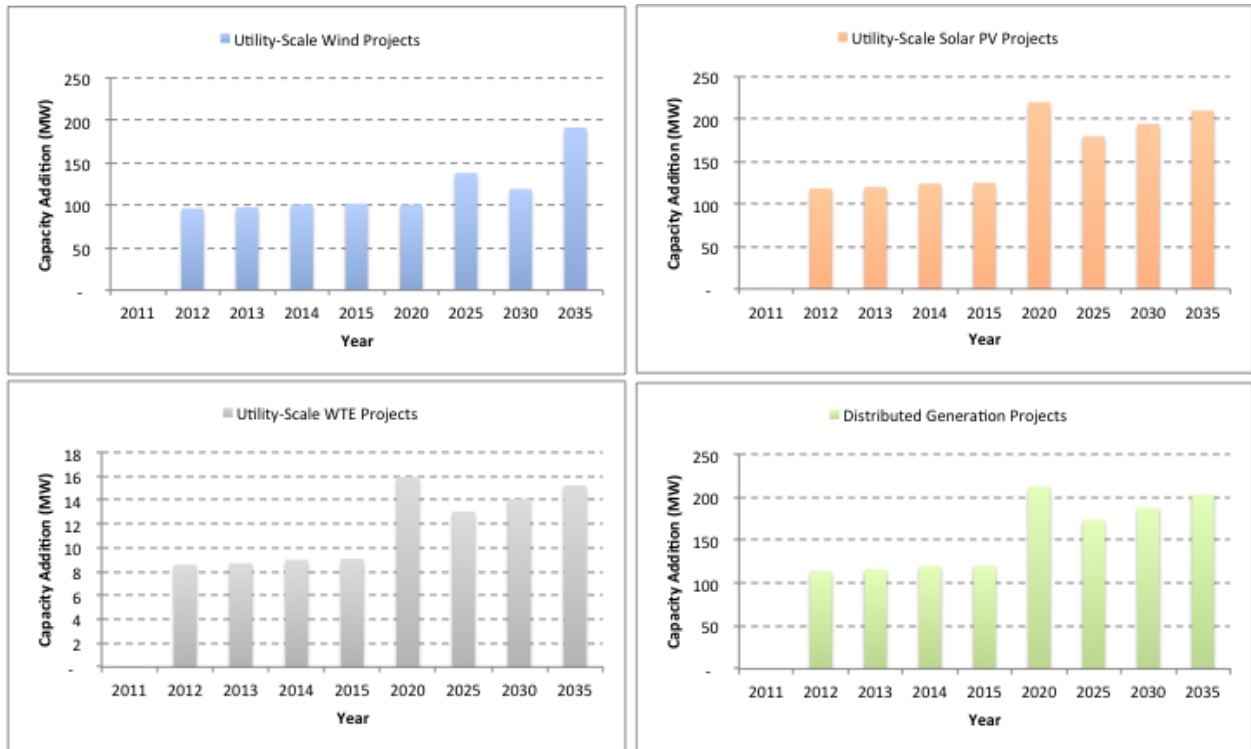 Utility-Scale Wind Projects
Capacity Addition (MW)
250
200
150
100
50
-
2011 2012 2013 2014 2015 2020 2025 2030 2035
Year
Utility-Scale Solar PV Projects
Capacity Addition (MW)
250
200
150
100
50
-
2011 2012 2013 2014 2015 2020 2025 2030 2035
Year
Utility-Scale WTE Projects
Capacity Addition (MW)
18
16
14
12
10
8
6
4
2
-
2011 2012 2013 2014 2015 2020 2025 2030 2035
Year
Distributed Generation Projects
Capacity Addition (MW)
250
200
150
100
50
-
2011 2012 2013 2014 2015 2020 2025 2030 2035
Year